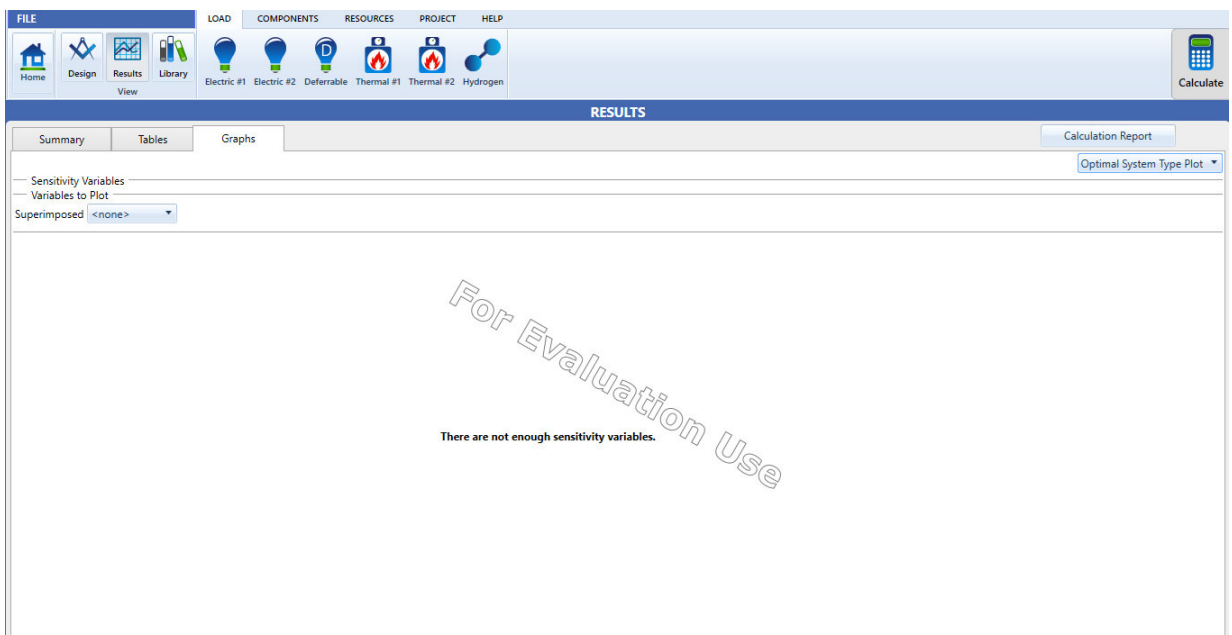 FILE LOAD COMPONENTS RESOURCES PROJECT HELP
Home Design Results Library Electric #1 Electric #2 D Deferrable Thermal #1 Thermal #2 Hydrogen Calculate
View
RESULTS
Summary Tables Graphs Calculation Report
Optimal System Type Plot
Sensitivity Variables
Variables to Plot
Superimposed <none>
For Evaluation Use
There are not enough sensitivity variables.